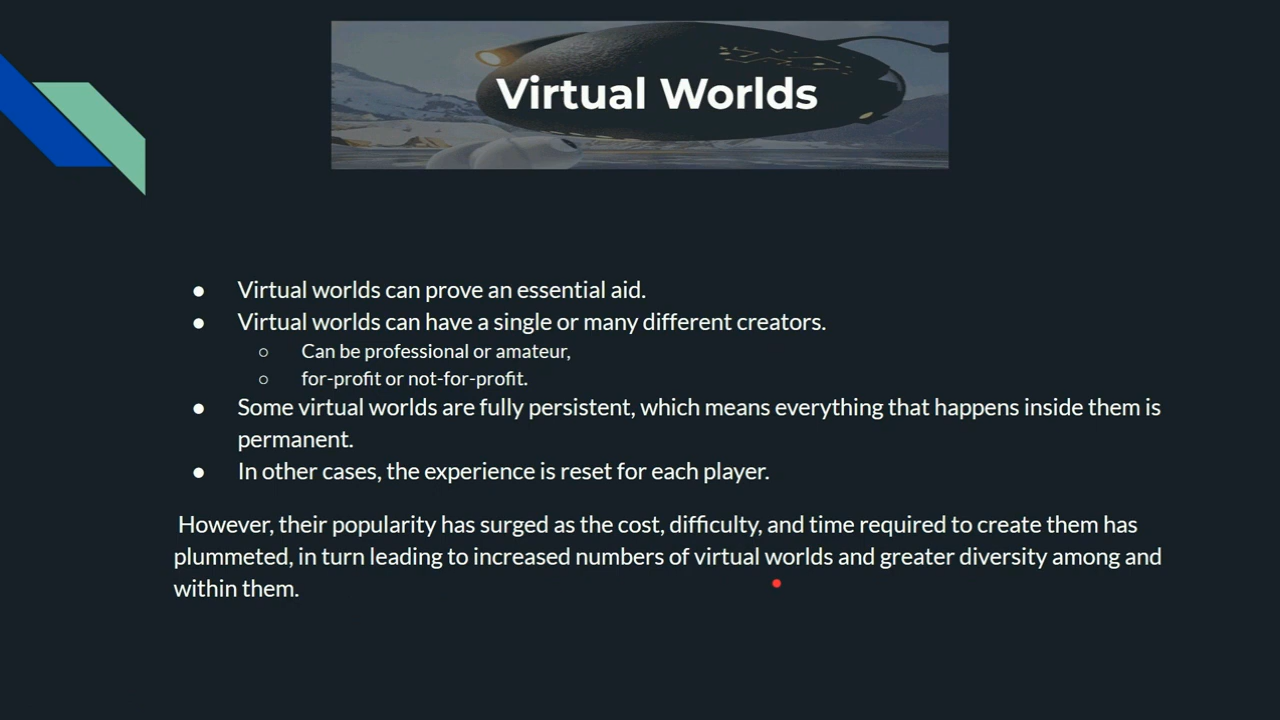 Virtual Worlds
● Virtual worlds can prove an essential aid.
● Virtual worlds can have a single or many different creators.
○ Can be professional or amateur,
○ for-profit or not-for-profit.
● Some virtual worlds are fully persistent, which means everything that happens inside them is
permanent.
● In other cases, the experience is reset for each player.
However, their popularity has surged as the cost, difficulty, and time required to create them has
plummeted, in turn leading to increased numbers of virtual worlds and greater diversity among and
within them.